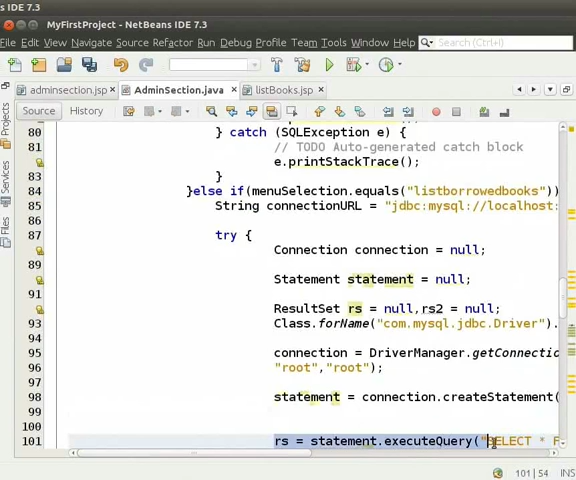 s IDE 7.3
MyFirstProject - NetBeans IDE 7.3
File Edit View Navigate Source Refactor Run Debug Profile Team Tools Window Help Search (Ctrl+I)
adminsection.jsp AdminSection.java listBooks.jsp
Source History
Projects
Services
Files
80 } catch (SQLException e) {
81 // TODO Auto-generated catch block
e.printStackTrace();
83 }
84 }else if(menuSelection.equals("listborrowedbooks"))
85 String connectionURL = "jdbc:mysql://localhost:
86
87 try {
Connection connection = null;
89
Statement statement = null;
91
ResultSet rs = null,rs2 = null;
93 Class.forName("com.mysql.jdbc.Driver").
94
95 connection = DriverManager.getConnectio
96 "root","root");
97
98 statement = connection.createStatement(
99
100
101 rs = statement.executeQuery("SELECT * F
101 | 54 INS